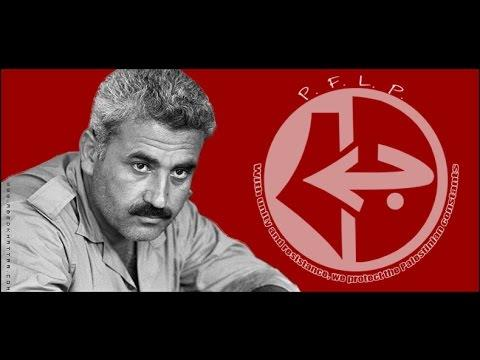 P. F. L. P.
ج
With unity and resistance, we protect the Palestinian constants